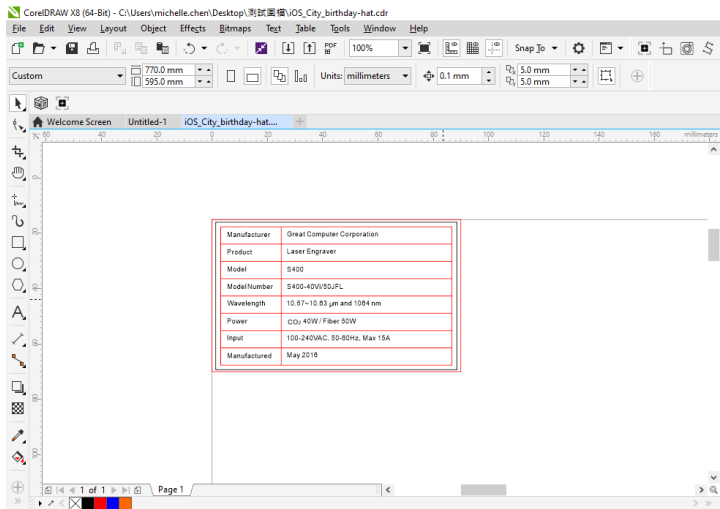 CorelDRAW X8 (64-Bit) - C:\Users\michelle.chen\Desktop\測試圖檔\iOS_City_birthday-hat.cdr
File Edit View Layout Object Effects Bitmaps Text Table Tools Window Help
PDF 100% Snap To
Custom 770.0 mm 595.0 mm Units: millimeters 0.1 mm 5.0 mm 5.0 mm
Welcome Screen Untitled-1 iOS_City_birthday-hat....
60 40 20 0 20 40 60 80 100 120 140 160 millimeters
Manufacturer Great Computer Corporation
Product Laser Engraver
Model S400
Model Number S400-40Vi/50JFL
Wavelength 10.57~10.63 μm and 1064 nm
Power CO₂ 40W / Fiber 50W
Input 100-240VAC, 50-60Hz, Max 15A
Manufactured May 2016
1 of 1 Page 1